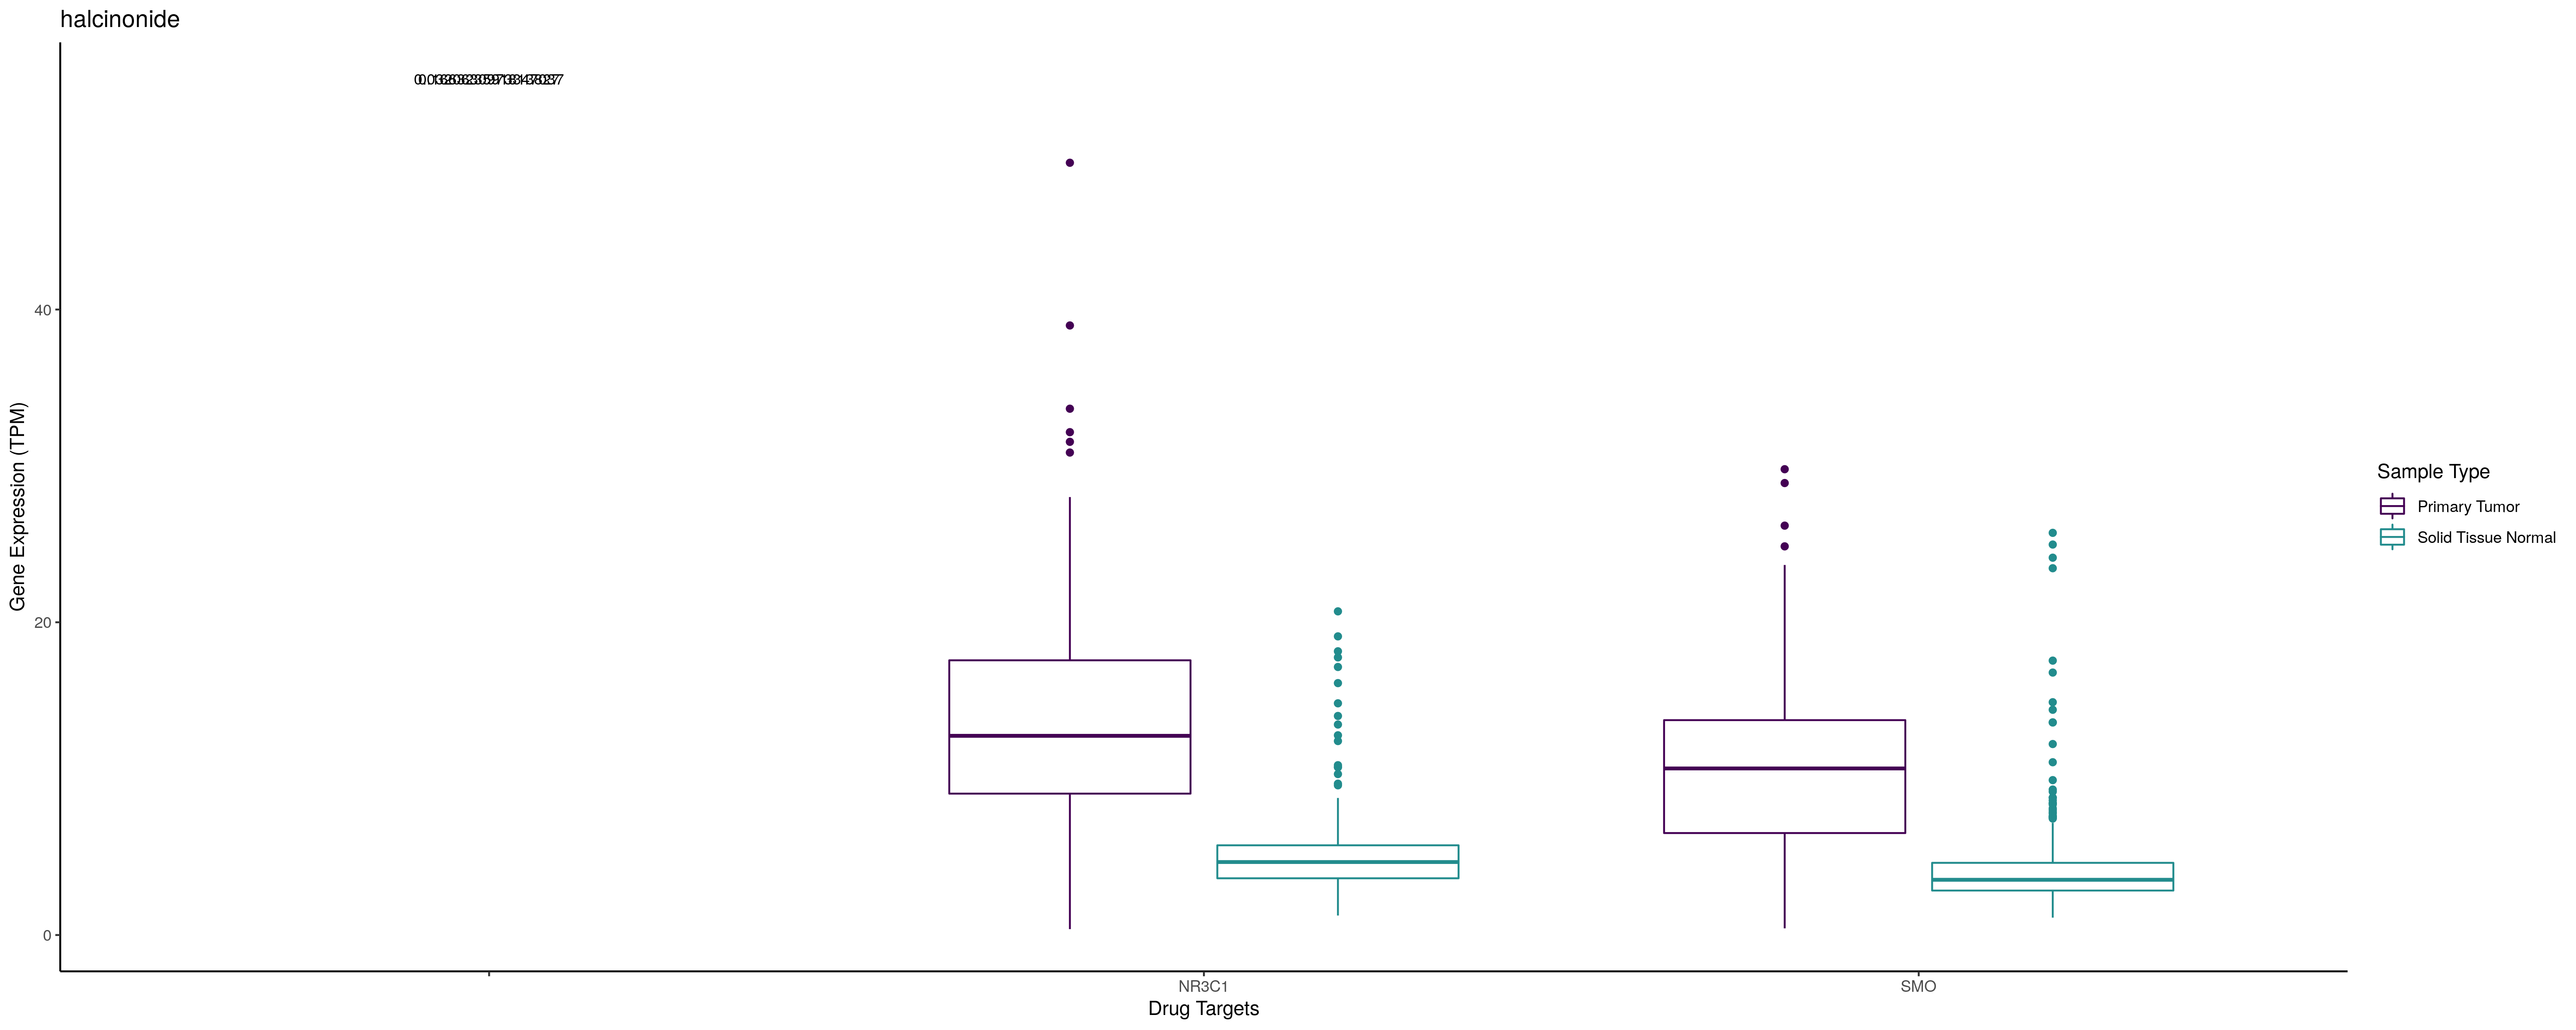 halcinonide
40
20
0
Gene Expression (TPM)
NR3C1
SMO
Drug Targets
Sample Type
Primary Tumor
Solid Tissue Normal